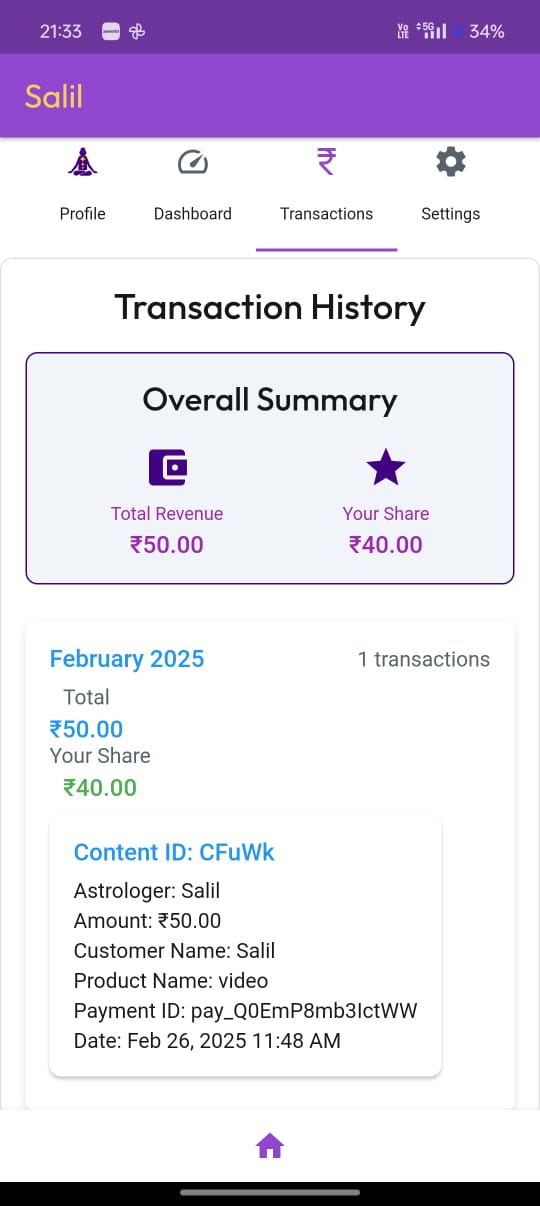 21:33 Vo LTE 5G 34%
Salil
Profile Dashboard Transactions Settings
Transaction History
Overall Summary
Total Revenue Your Share
₹50.00 ₹40.00
February 2025 1 transactions
Total
₹50.00
Your Share
₹40.00
Content ID: CFuWk
Astrologer: Salil
Amount: ₹50.00
Customer Name: Salil
Product Name: video
Payment ID: pay_Q0EmP8mb3IctWW
Date: Feb 26, 2025 11:48 AM